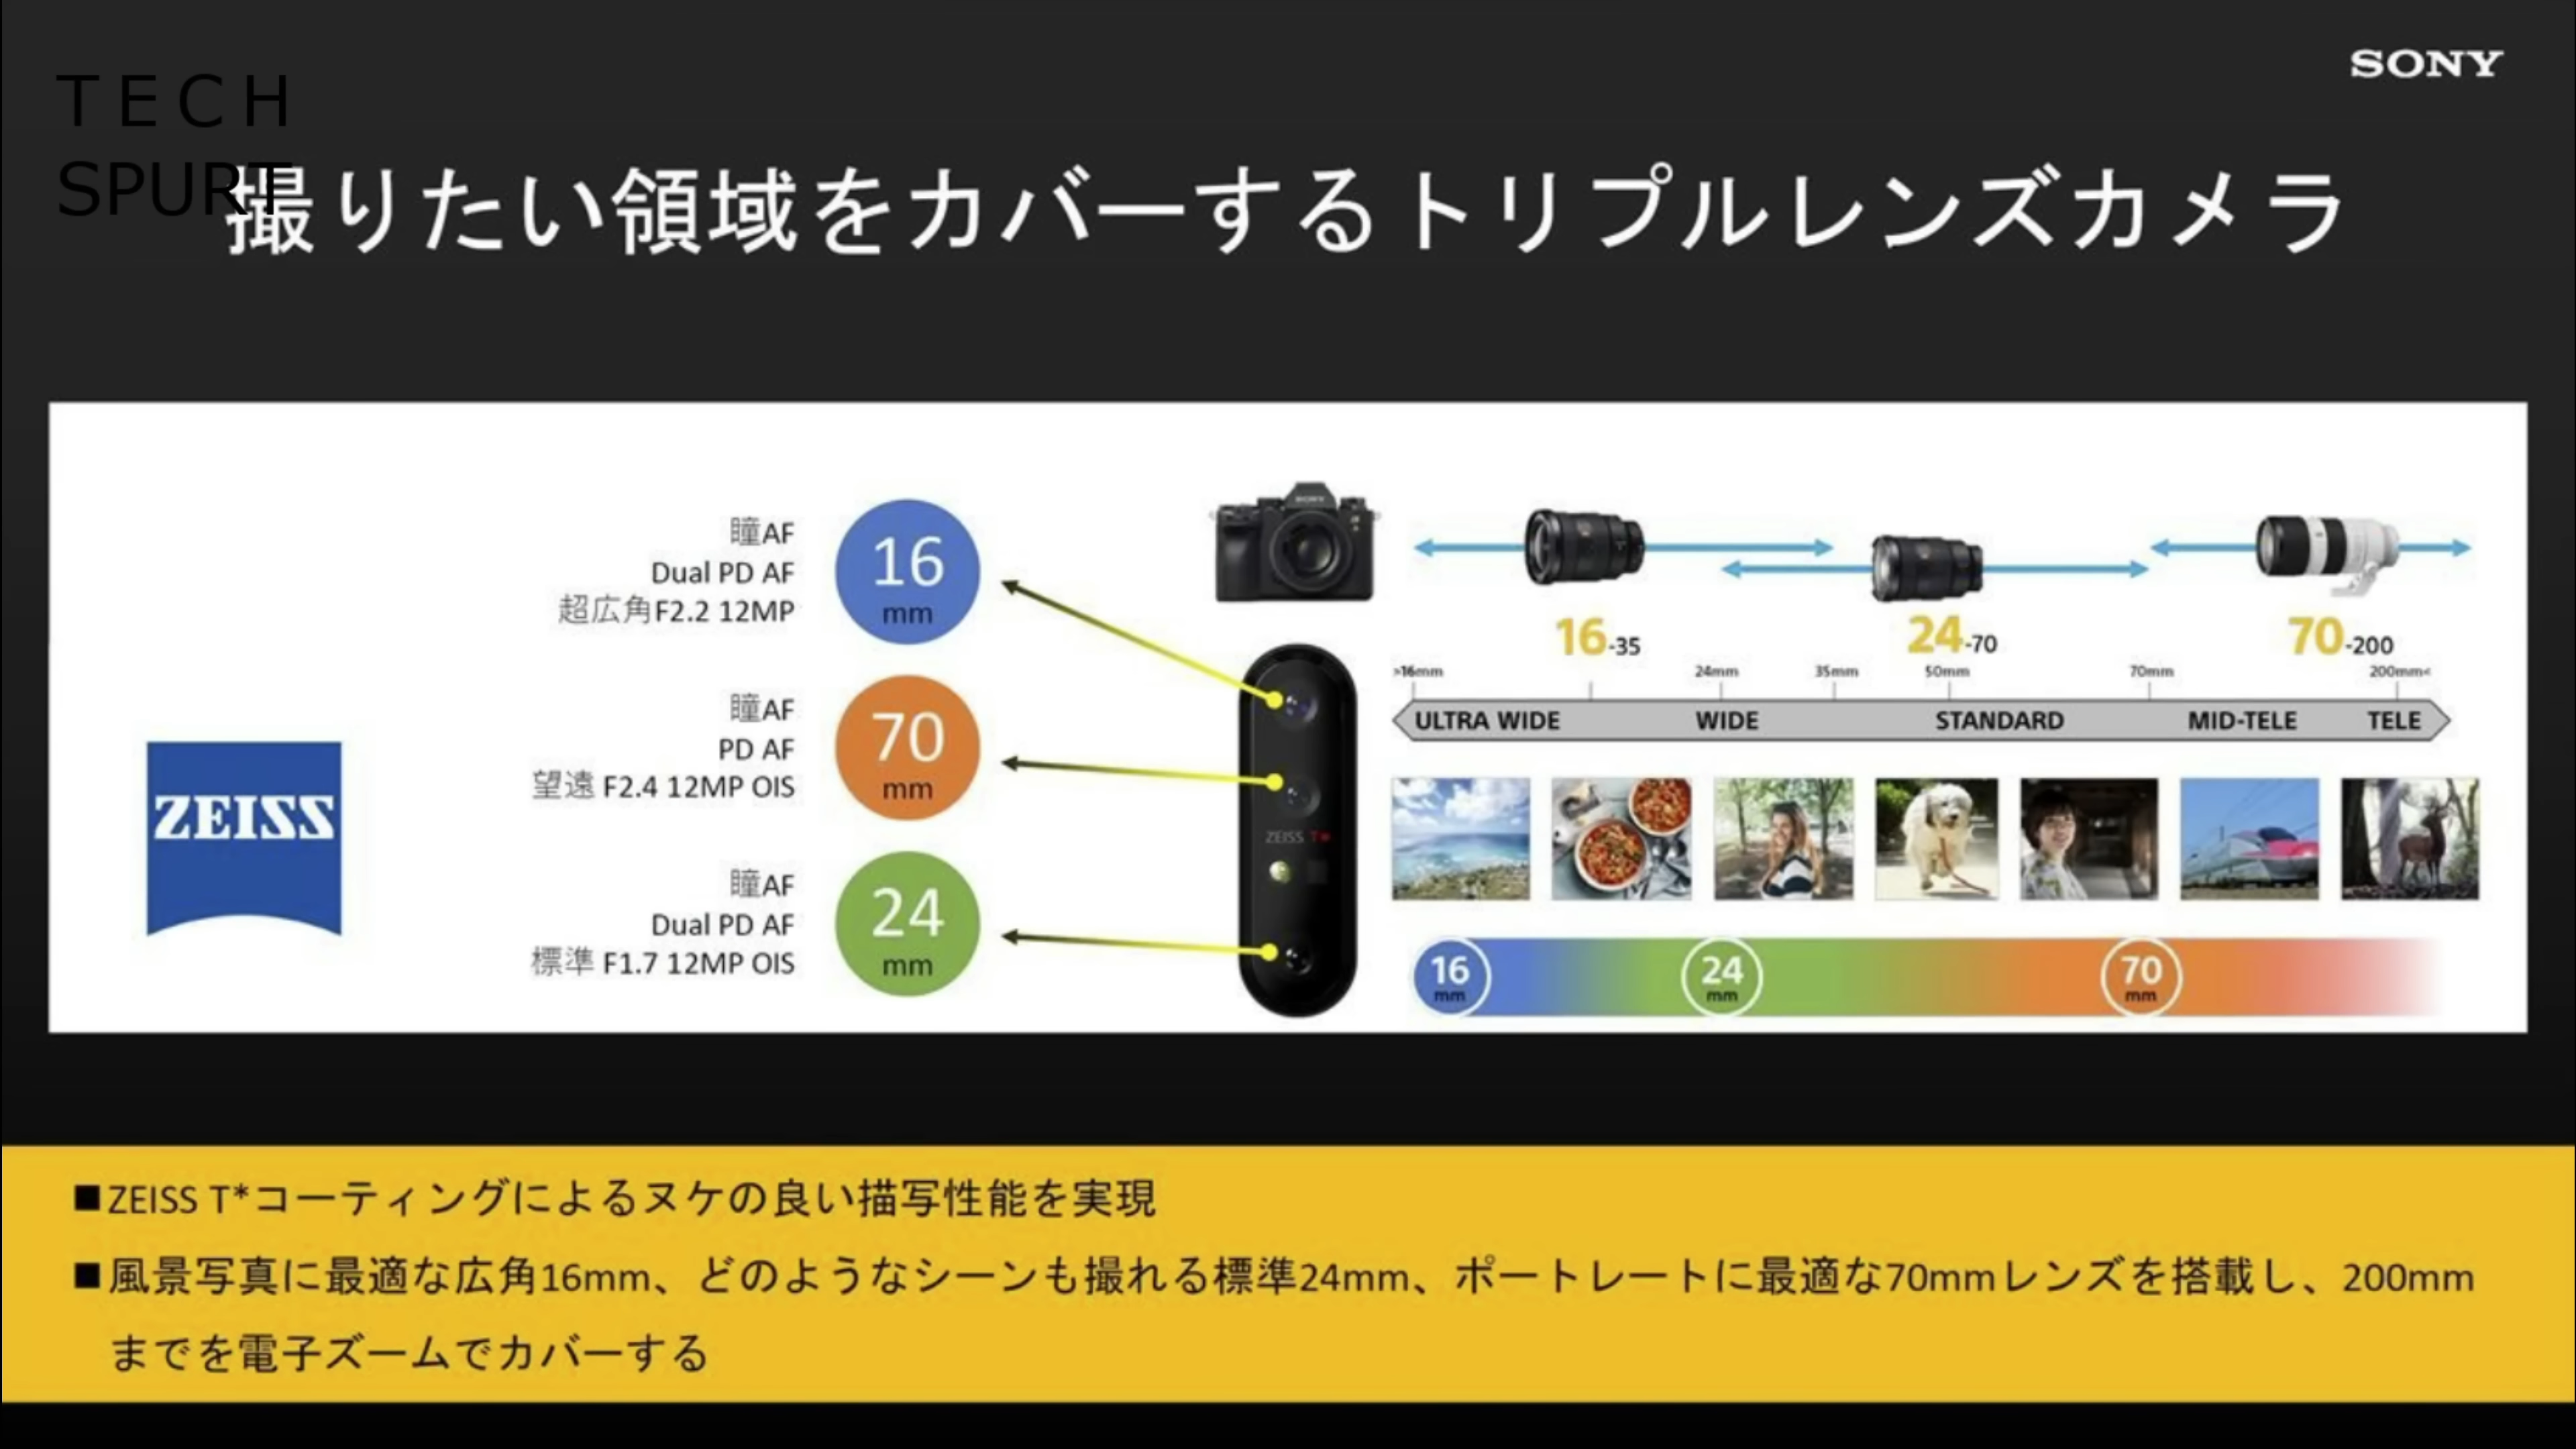 TECH
SPURT
SONY
撮りたい領域をカバーするトリプルレンズカメラ
瞳AF
Dual PD AF
超広角F2.2 12MP
16
mm
瞳AF
PD AF
望遠 F2.4 12MP OIS
70
mm
瞳AF
Dual PD AF
標準 F1.7 12MP OIS
24
mm
ZEISS
SONY
ZEISS T*
16-35
24-70
70-200
>16mm 24mm 35mm 50mm 70mm 200mm<
ULTRA WIDE WIDE STANDARD MID-TELE TELE
16 mm
24 mm
70 mm
■ZEISS T*コーティングによるヌケの良い描写性能を実現
■風景写真に最適な広角16mm、どのようなシーンも撮れる標準24mm、ポートレートに最適な70mmレンズを搭載し、200mm
までを電子ズームでカバーする